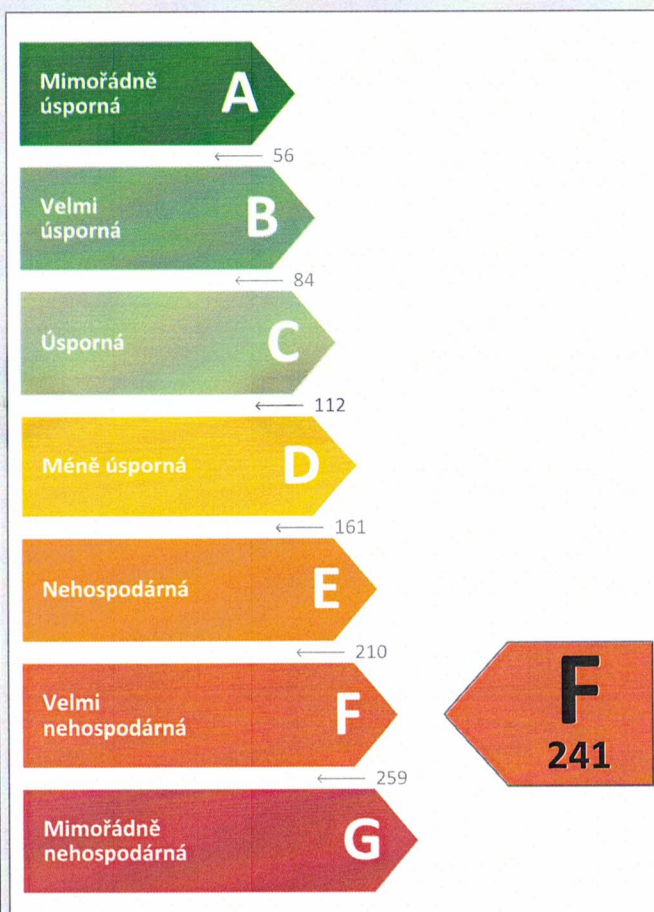 Mimořádně
úsporná
A
56
Velmi
úsporná
B
84
Úsporná
C
112
Méně úsporná
D
161
Nehospodárná
E
210
Velmi
nehospodárná
F
259
F
241
Mimořádně
nehospodárná
G